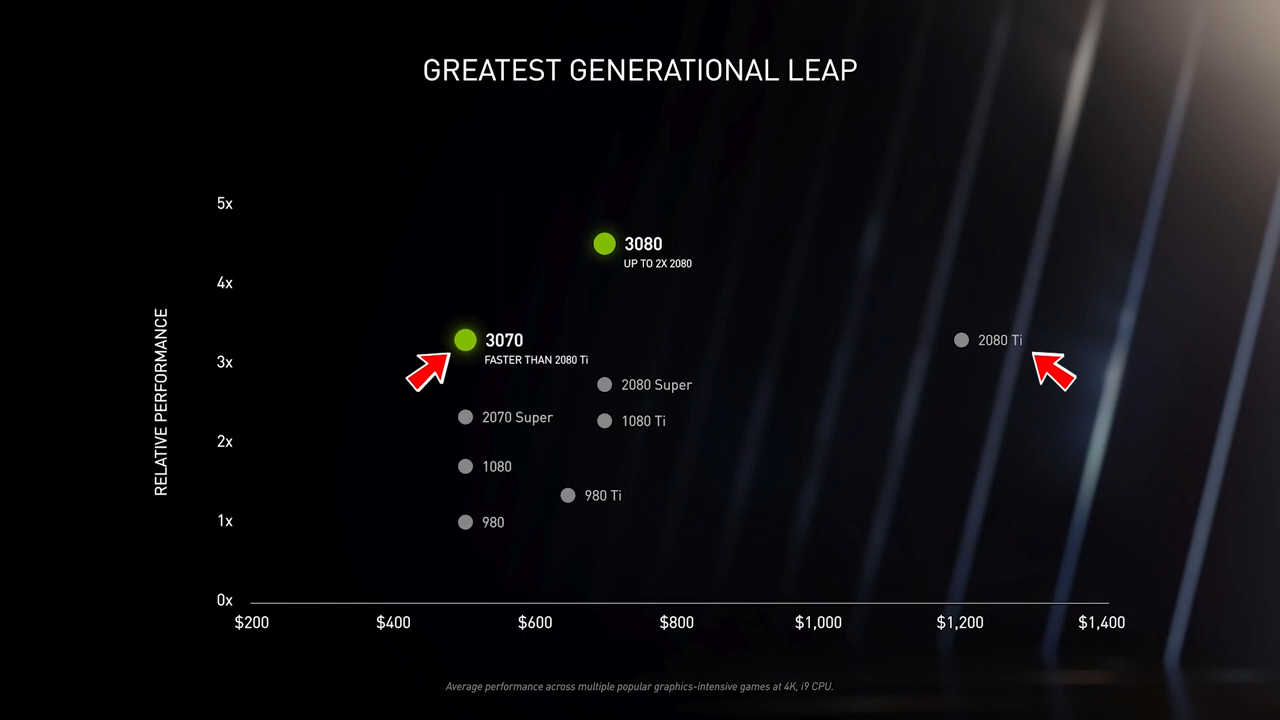 GREATEST GENERATIONAL LEAP
5x
3080
UP TO 2X 2080
4x
RELATIVE PERFORMANCE
3070
FASTER THAN 2080 Ti
2080 Ti
3x
2080 Super
2070 Super
1080 Ti
2x
1080
980 Ti
1x
980
0x
$200
$400
$600
$800
$1,000
$1,200
$1,400
Average performance across multiple popular graphics-intensive games at 4K, i9 CPU.